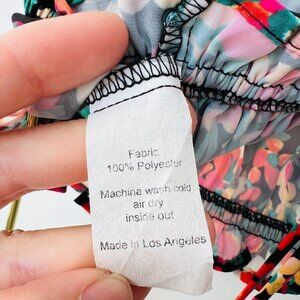 Fabric
100% Polyester
Machine wash cold
air dry
inside out
Made in Los Angeles